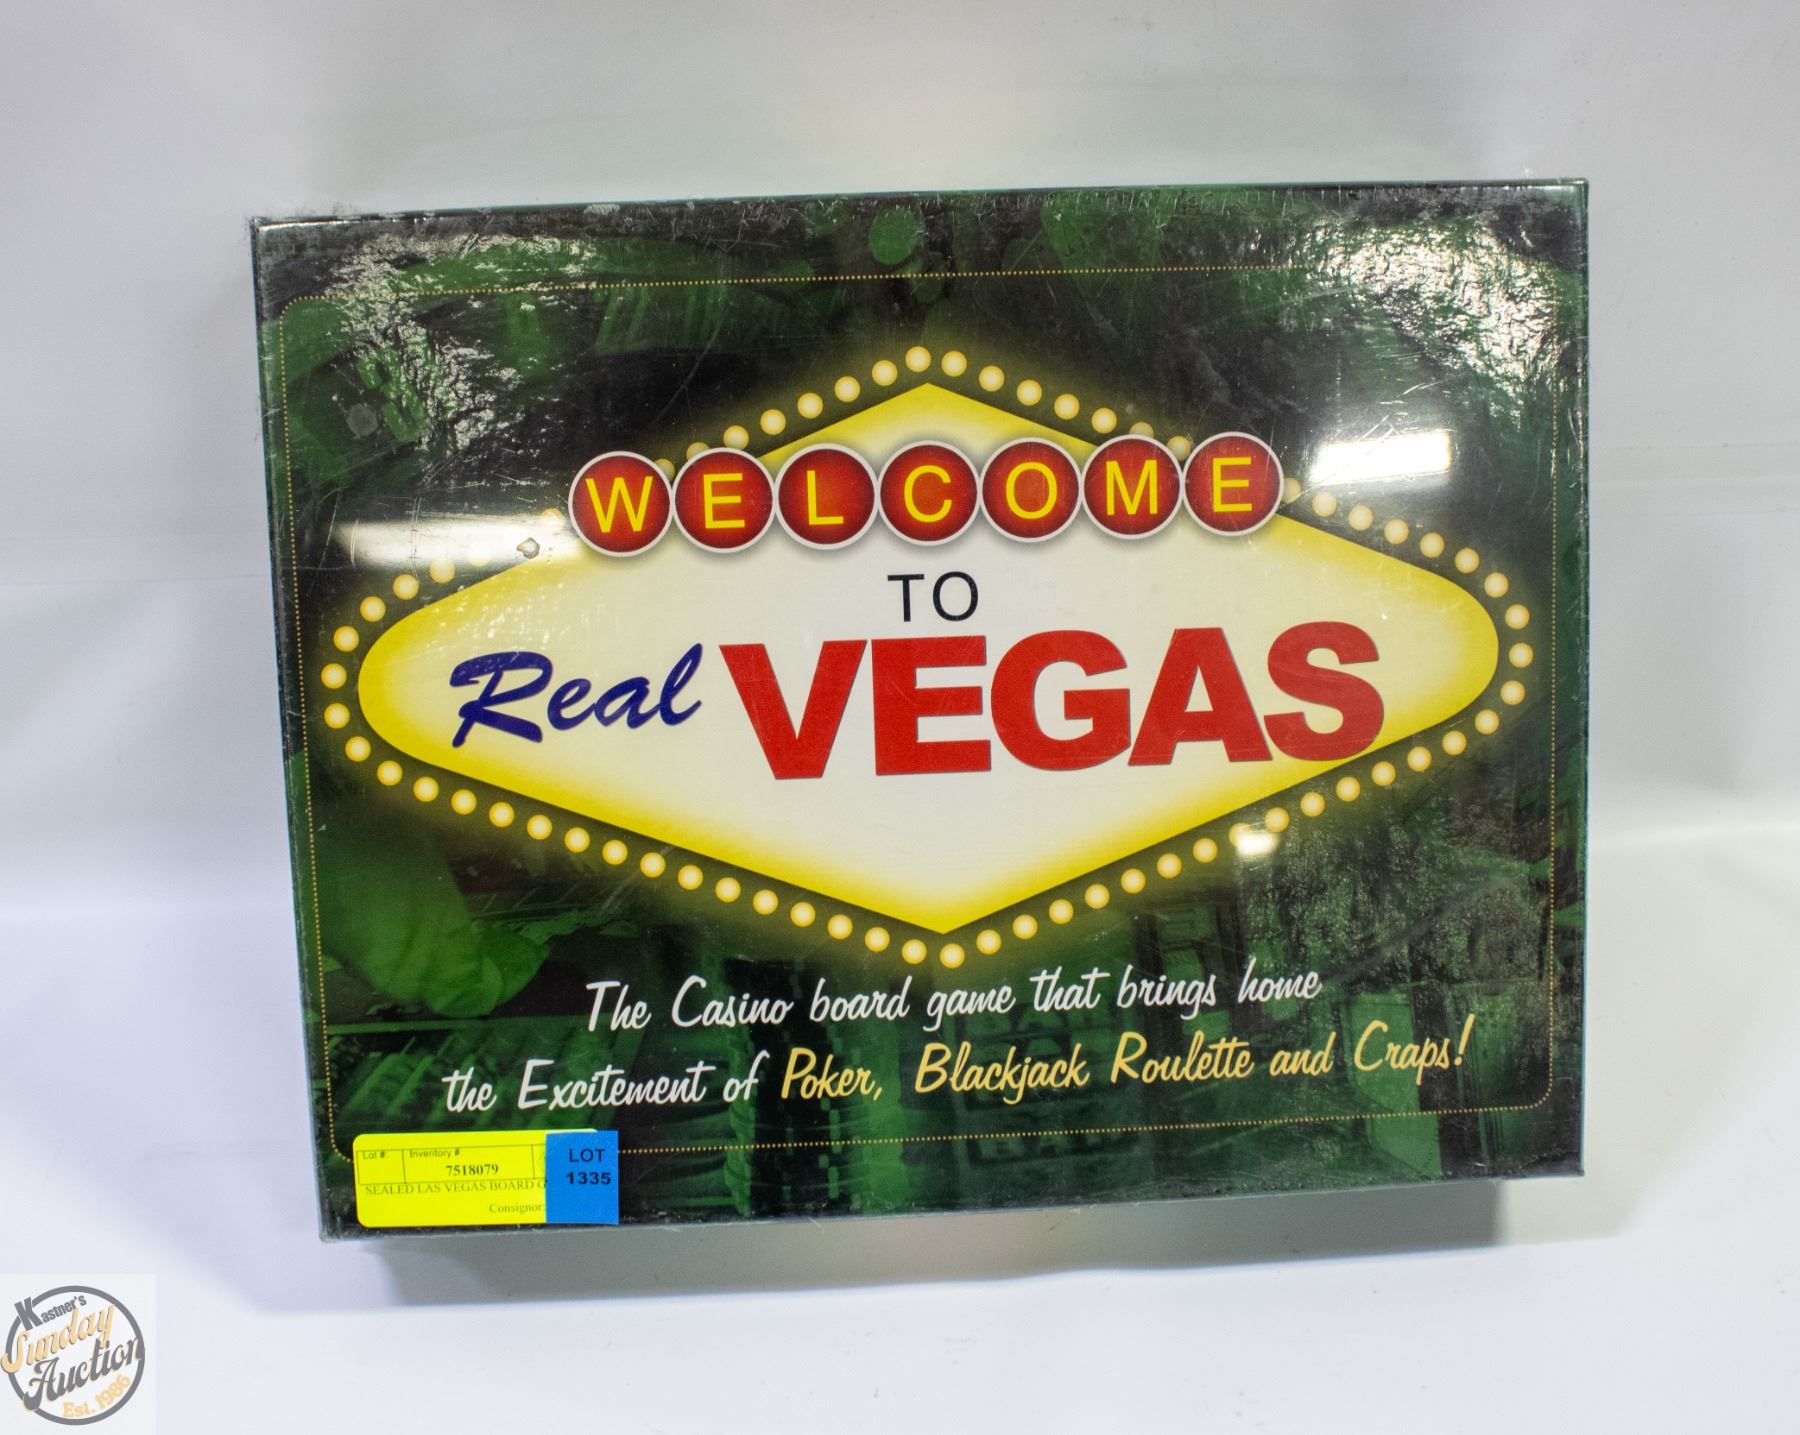 WELCOME
TO
Real VEGAS
The Casino board game that brings home
the Excitement of Poker, Blackjack Roulette and Craps!
Lot # Inventory #
7518079
SEALED LAS VEGAS BOARD G
Consignor:
LOT
1335
Kastner's
Sunday
Auction
Est. 1986